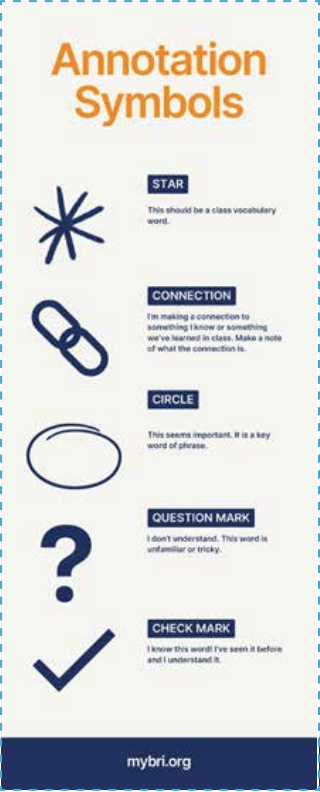 Annotation
Symbols
STAR
This should be a class vocabulary
word.
CONNECTION
I'm making a connection to
something I know or something
we've learned in class. Make a note
of what the connection is.
CIRCLE
This seems important. It is a key
word of phrase.
QUESTION MARK
I don't understand. This word is
unfamiliar or tricky.
CHECK MARK
I know this word! I've seen it before
and I understand it.
mybri.org